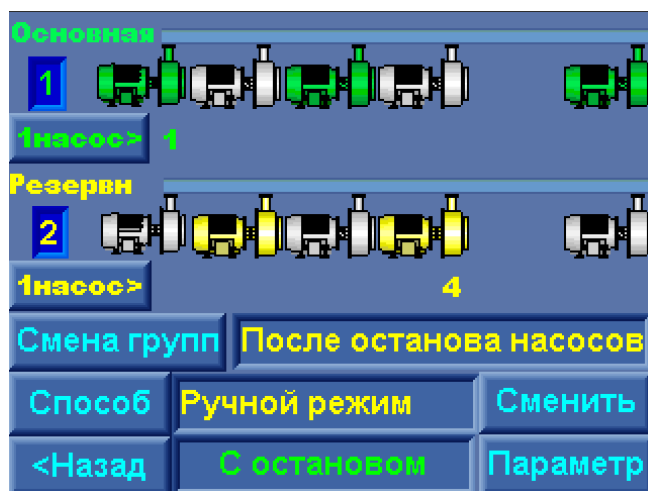 Основная
1
1насос> 1
Резервн
2
1насос> 4
Смена групп После останова насосов
Способ Ручной режим Сменить
<Назад С остановом Параметр